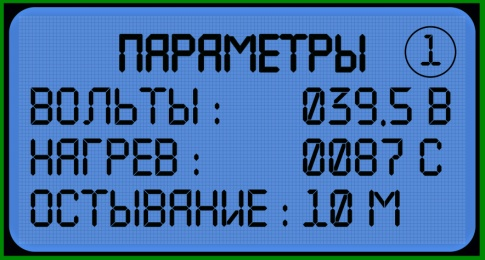 ПАРАМЕТРЫ 1
ВОЛЬТЫ : 039.5 В
НАГРЕВ : 0087 С
ОСТЫВАНИЕ : 10 М